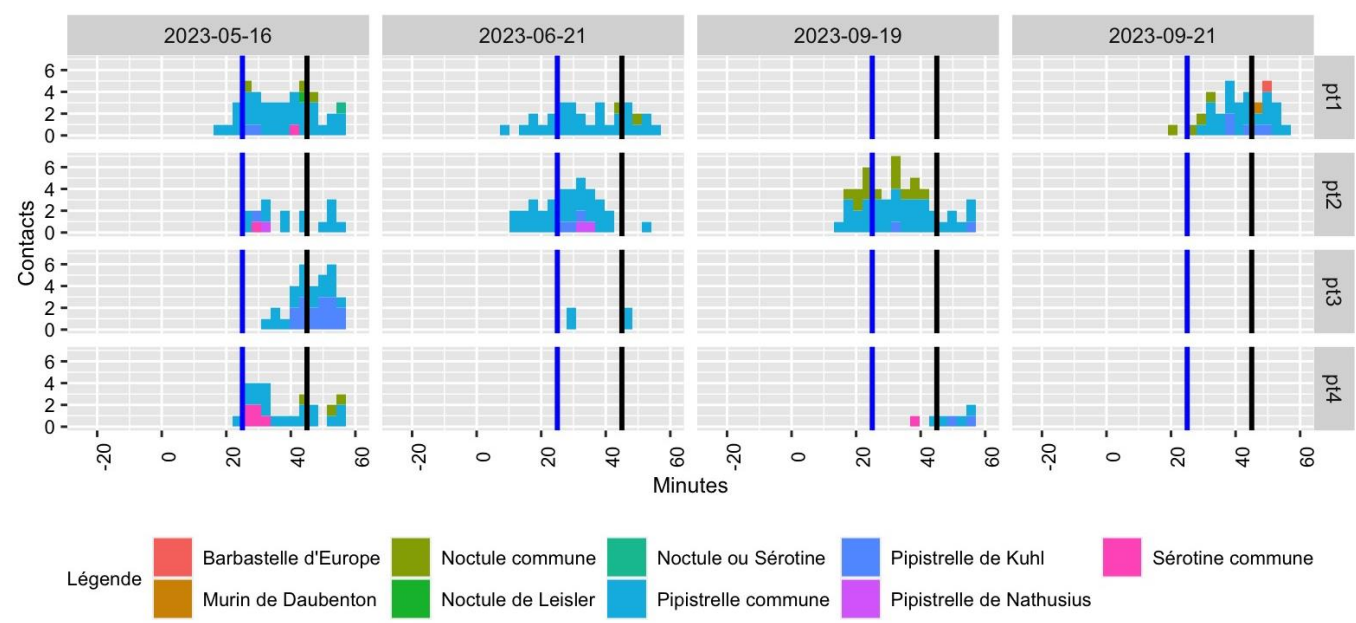 2023-05-16 2023-06-21 2023-09-19 2023-09-21
Contacts
6
4
2
0
pt1
6
4
2
0
pt2
6
4
2
0
pt3
6
4
2
0
pt4
-20 0 20 40 60 -20 0 20 40 60 -20 0 20 40 60 -20 0 20 40 60
Minutes
Légende
Barbastelle d'Europe Noctule commune Noctule ou Sérotine Pipistrelle de Kuhl Sérotine commune
Murin de Daubenton Noctule de Leisler Pipistrelle commune Pipistrelle de Nathusius